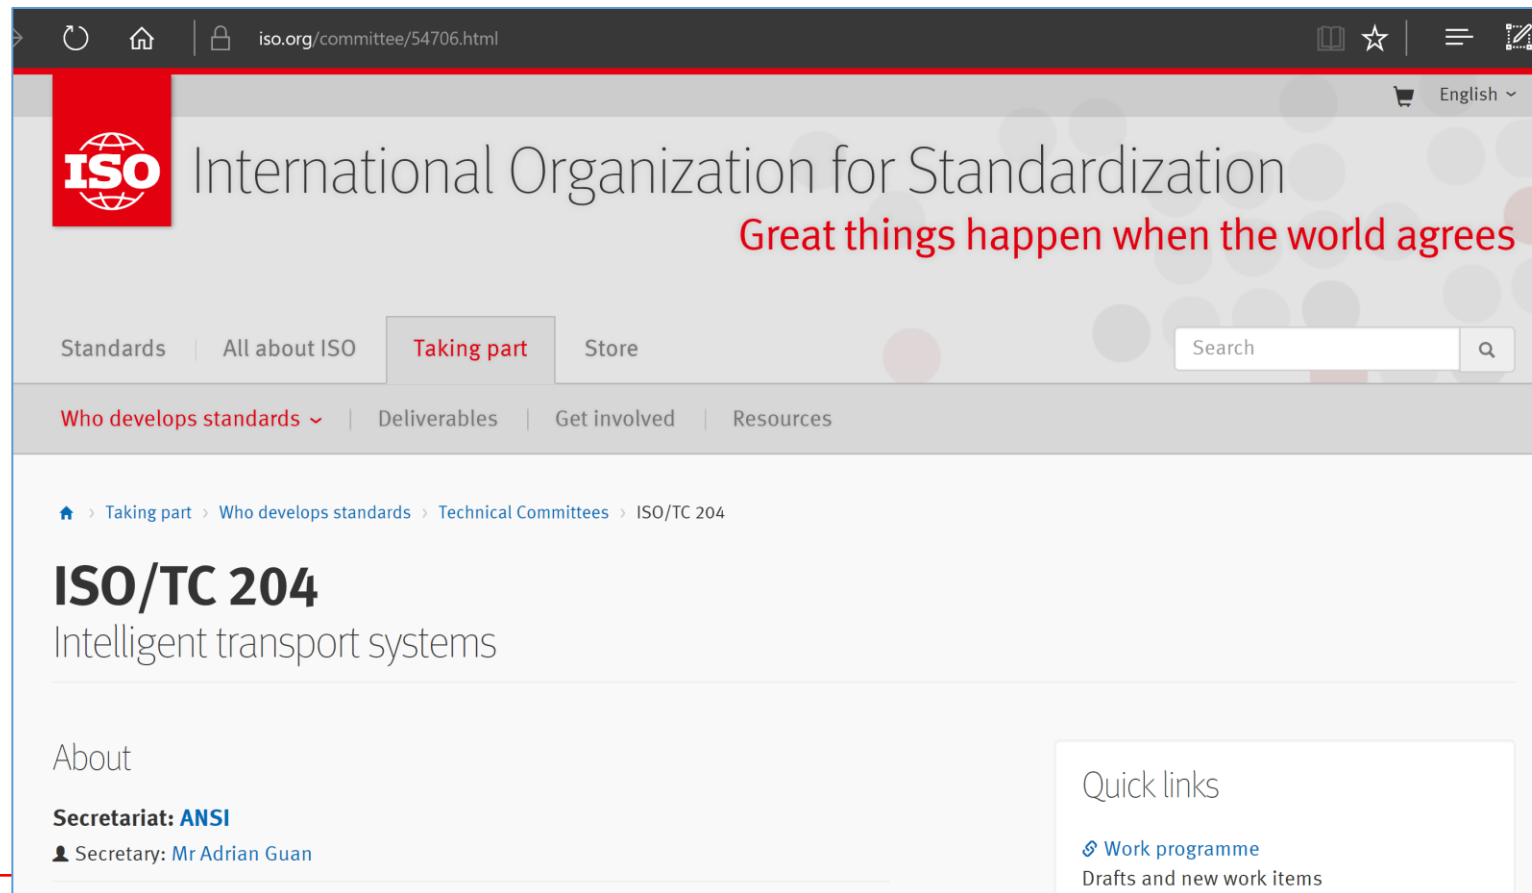 iso.org/committee/54706.html
English
ISO
International Organization for Standardization
Great things happen when the world agrees
Standards
All about ISO
Taking part
Store
Search
Who develops standards
Deliverables
Get involved
Resources
Taking part > Who develops standards > Technical Committees > ISO/TC 204
ISO/TC 204
Intelligent transport systems
About
Secretariat: ANSI
Secretary: Mr Adrian Guan
Quick links
Work programme
Drafts and new work items